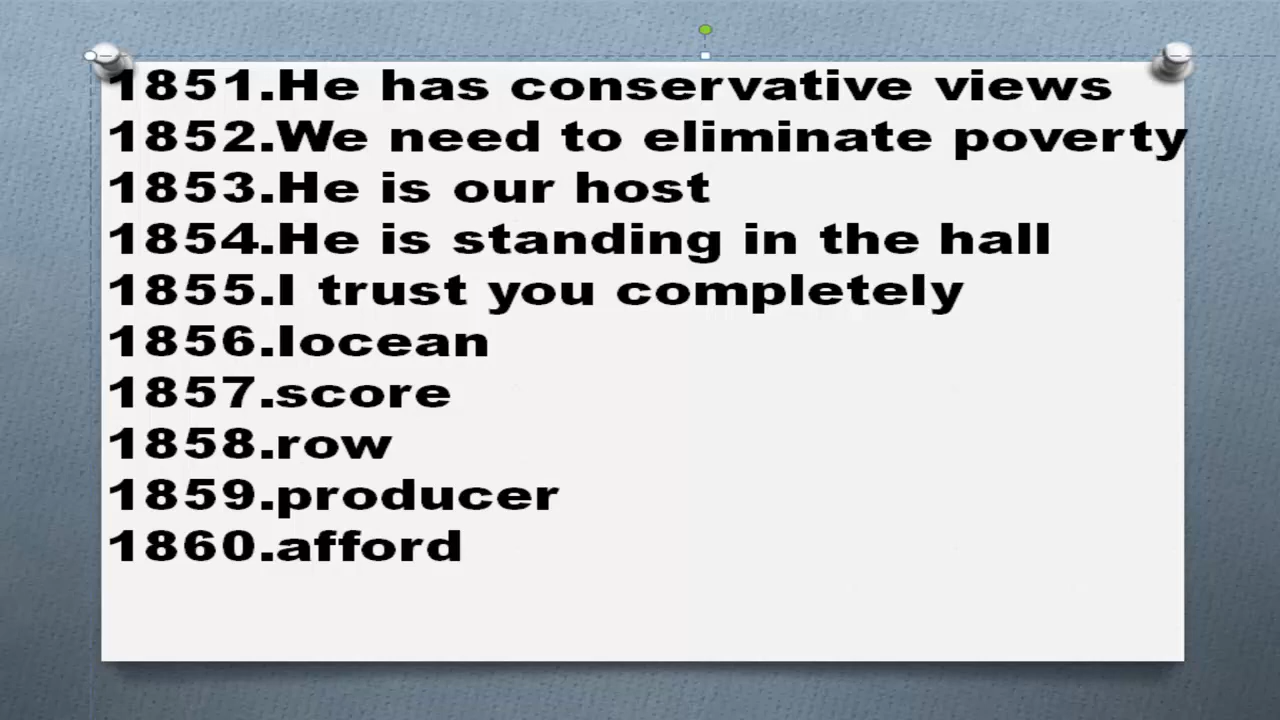 1851.He has conservative views
1852.We need to eliminate poverty
1853.He is our host
1854.He is standing in the hall
1855.I trust you completely
1856.Iocean
1857.score
1858.row
1859.producer
1860.afford